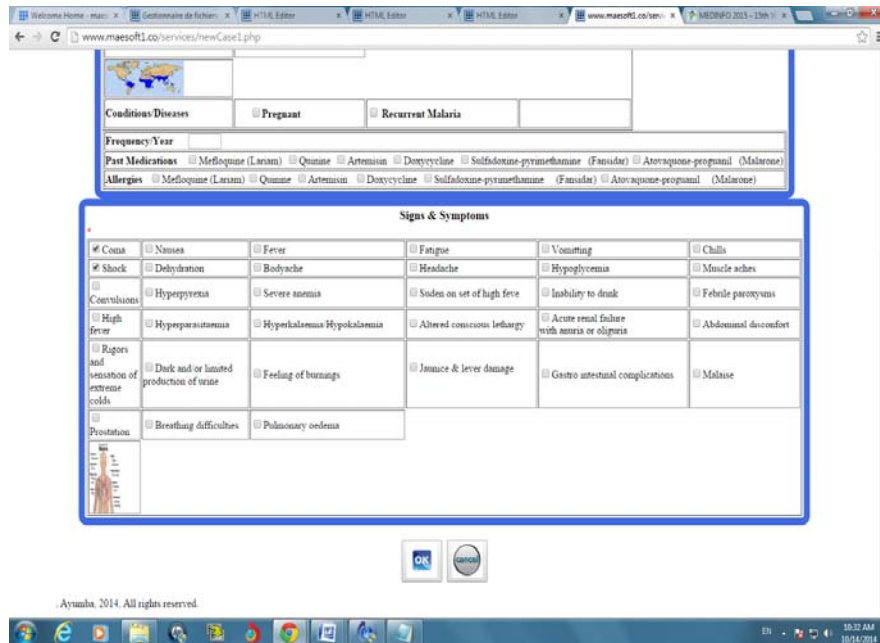 Welcome Home - maes
Gestionnaire de fichiers
HTML Editor
HTML Editor
HTML Editor
www.maesoft1.co/servi
MEDINFO 2015 - 15th
www.maesoft1.co/services/newCase1.php
Conditions/Diseases Pregnant Recurrent Malaria
Frequency/Year
Past Medications Mefloquine (Lariam) Quinine Artemisin Doxycycline Sulfadoxine-pyrimethamine (Fansidar) Atovaquone-proguanil (Malarone)
Allergies Mefloquine (Lariam) Quinine Artemisin Doxycycline Sulfadoxine-pyrimethamine (Fansidar) Atovaquone-proguanil (Malarone)
Signs & Symptoms
*
Coma Nausea Fever Fatigue Vomitting Chills
Shock Dehydration Bodyache Headache Hypoglycemia Muscle aches
Convulsions Hyperpyrexia Severe anemia Suden on set of high feve Inability to drink Febrile paroxysms
High
fever Hyperparasitaemia Hyperkalaemia/Hypokalaemia Altered conscious lethargy Acute renal failure
with anuria or oliguria Abdominal disconfort
Rigors
and
sensation of
extreme
colds
Dark and/or limited
production of urine
Feeling of burnings
Jaunice & lever damage
Gastro intestinal complications
Malaise
Prostation Breathing difficulties Pulmonary oedema
OK cancel
, Ayumba, 2014. All rights reserved.
EN
10:32 AM
10/14/2014